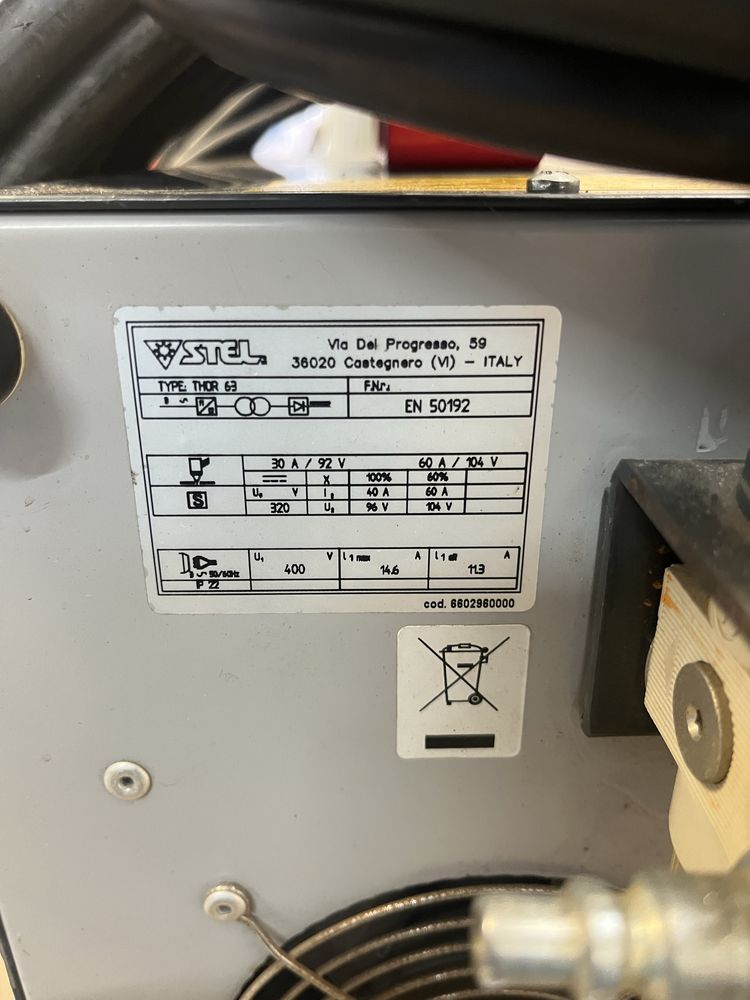 STEL
Via Del Progresso, 59
36020 Castegnero (VI) - ITALY
TYPE: THOR 63
F.Nr.:
EN 50192
30 A / 92 V 60 A / 104 V
X 100% 60%
S U₀ V I₂ 40 A 60 A
320 U₂ 96 V 104 V
U₁ V I₁ max A I₁ eff A
400 14.6 11.3
3 ~ 50/60Hz
IP 22
cod. 6602960000